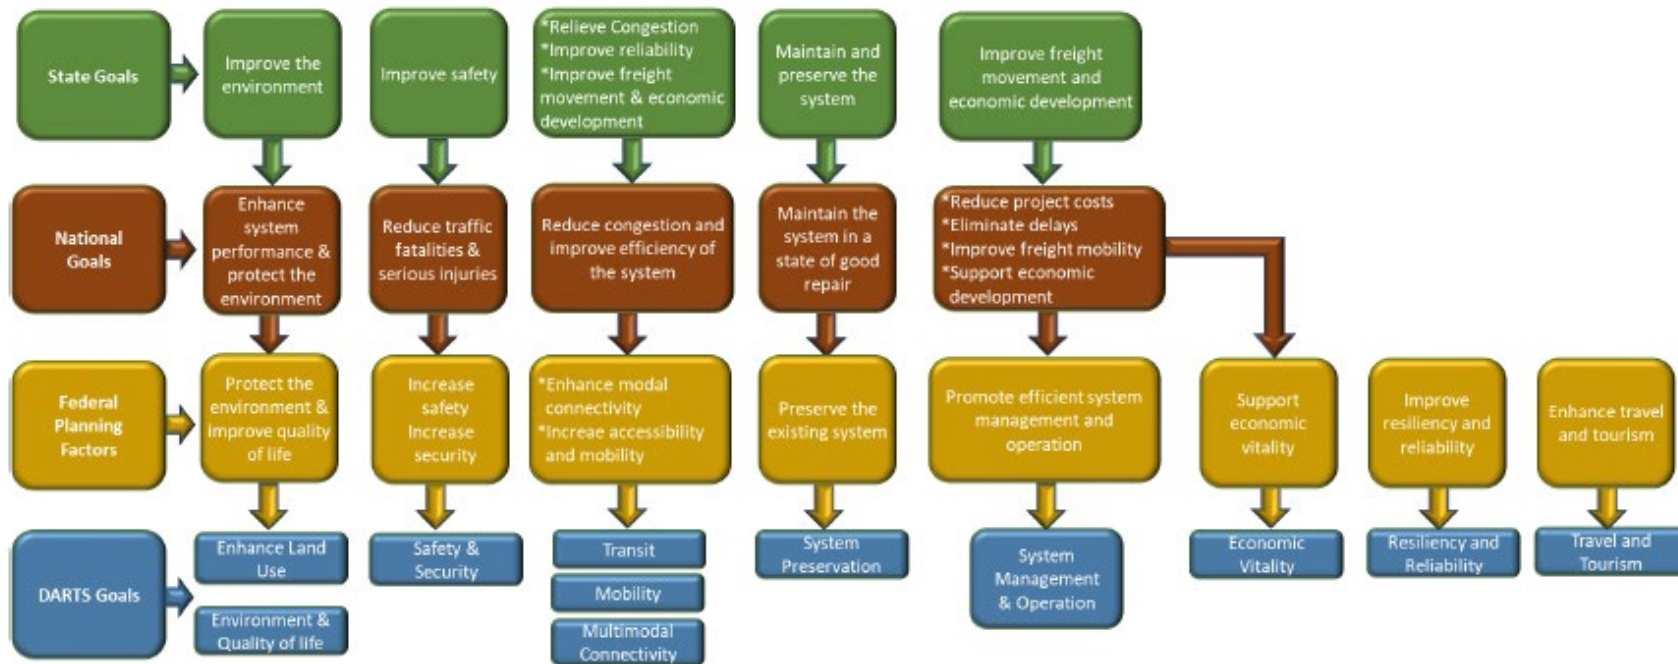 State Goals
Improve the
environment
Improve safety
*Relieve Congestion
*Improve reliability
*Improve freight
movement & economic
development
Maintain and
preserve the
system
Improve freight
movement and
economic development
National
Goals
Enhance
system
performance &
protect the
environment
Reduce traffic
fatalities &
serious injuries
Reduce congestion and
improve efficiency of
the system
Maintain the
system in a
state of good
repair
*Reduce project costs
*Eliminate delays
*Improve freight mobility
*Support economic
development
Federal
Planning
Factors
Protect the
environment &
improve quality
of life
Increase
safety
Increase
security
*Enhance modal
connectivity
*Increae accessibility
and mobility
Preserve the
existing system
Promote efficient system
management and
operation
Support
economic
vitality
Improve
resiliency and
reliability
Enhance travel
and tourism
DARTS Goals
Enhance Land
Use
Environment &
Quality of life
Safety &
Security
Transit
Mobility
Multimodal
Connectivity
System
Preservation
System
Management
& Operation
Economic
Vitality
Resiliency and
Reliability
Travel and
Tourism